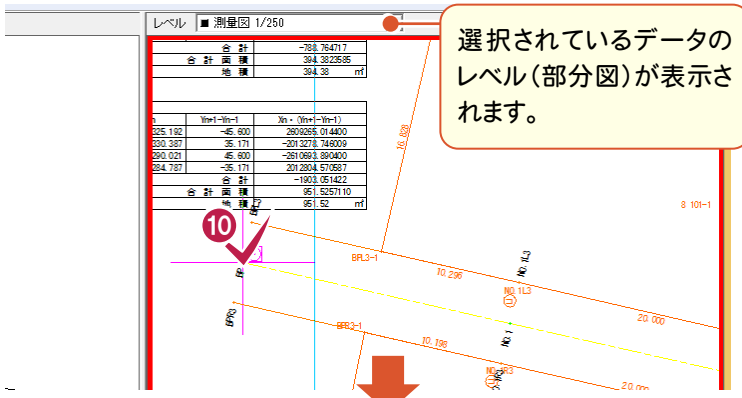 レベル ■ 測量図 1/250
選択されているデータの
レベル(部分図)が表示さ
れます。
合 計 -788.764717
合 計 面 積 394.3823585
地 積 394.38 ㎡
Yn+1-Yn-1 Xn・(Yn+1-Yn-1)
325.192 -45.600 2609265.014400
330.387 35.171 -2013278.746009
290.021 45.600 -2610693.890400
284.787 -35.171 2012804.570587
合 計 -1903.051422
合 計 面 積 951.5257110
地 積 951.52 ㎡
16.828
8 101-1
10
BPL3-1
10.296
NO.1L3
NO.1L3
20.000
BP
BPR3
BPR3-1
10.198
NO.1
NO.1R3
20.000